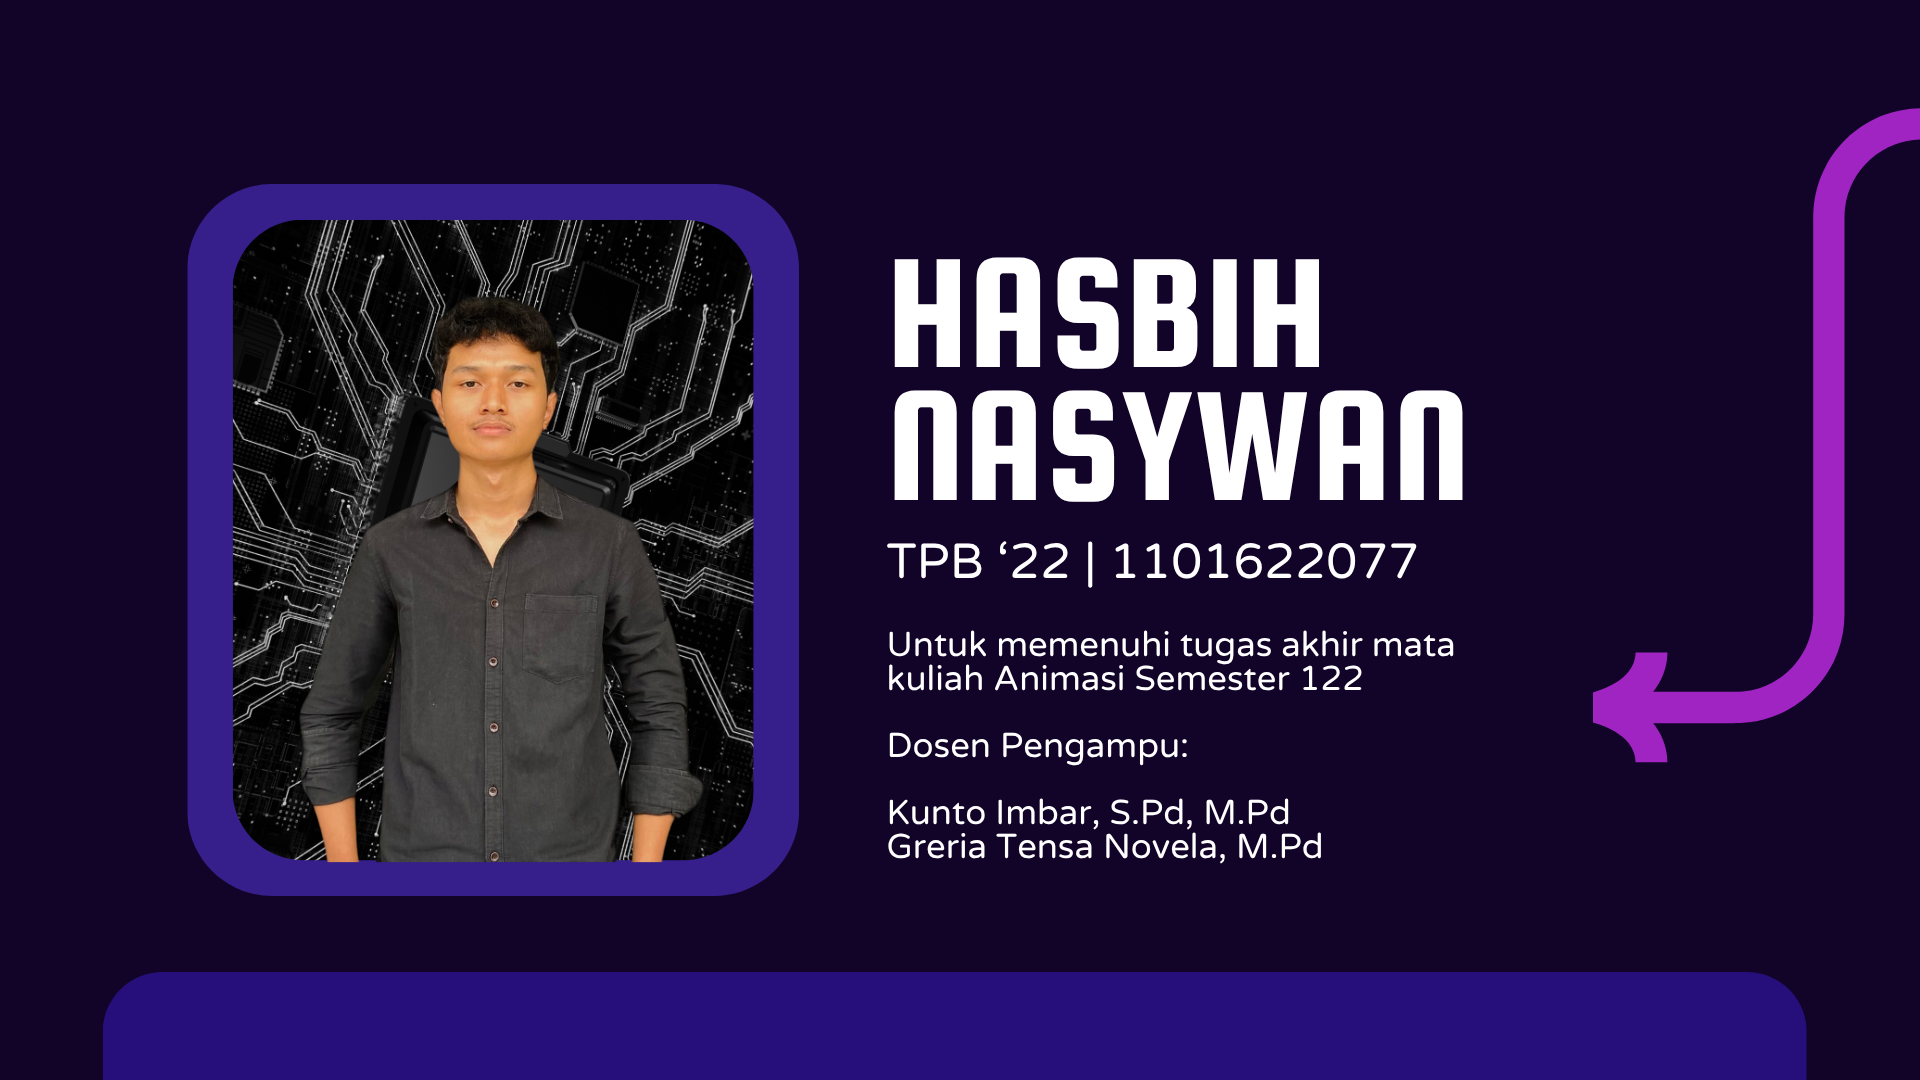 HASBIH
NASYWAN
TPB ‘22 | 1101622077
Untuk memenuhi tugas akhir mata
kuliah Animasi Semester 122
Dosen Pengampu:
Kunto Imbar, S.Pd, M.Pd
Greria Tensa Novela, M.Pd